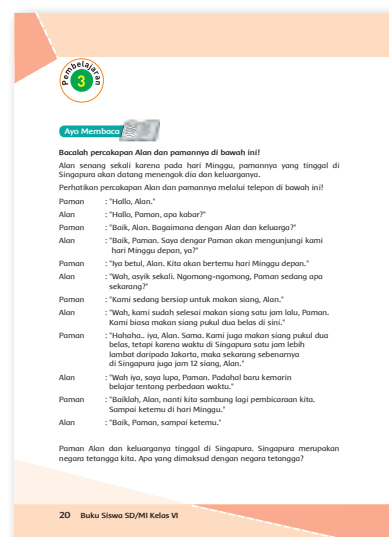 Pembelajaran
3
Ayo Membaca
Bacalah percakapan Alan dan pamannya di bawah ini!
Alan senang sekali karena pada hari Minggu, pamannya yang tinggal di
Singapura akan datang menengok dia dan keluarganya.
Perhatikan percakapan Alan dan pamannya melalui telepon di bawah ini!
Paman : "Hallo, Alan."
Alan : "Hallo, Paman, apa kabar?"
Paman : "Baik, Alan. Bagaimana dengan Alan dan keluarga?"
Alan : "Baik, Paman. Saya dengar Paman akan mengunjungi kami
hari Minggu depan, ya?"
Paman : "Iya betul, Alan. Kita akan bertemu hari Minggu depan."
Alan : "Wah, asyik sekali. Ngomong-ngomong, Paman sedang apa
sekarang?"
Paman : "Kami sedang bersiap untuk makan siang, Alan."
Alan : "Wah, kami sudah selesai makan siang satu jam lalu, Paman.
Kami biasa makan siang pukul dua belas di sini."
Paman : "Hahaha.. iya, Alan. Sama. Kami juga makan siang pukul dua
belas, tetapi karena waktu di Singapura satu jam lebih
lambat daripada Jakarta, maka sekarang sebenarnya
di Singapura juga jam 12 siang, Alan."
Alan : "Wah iya, saya lupa, Paman. Padahal baru kemarin
belajar tentang perbedaan waktu."
Paman : "Baiklah, Alan, nanti kita sambung lagi pembicaraan kita.
Sampai ketemu di hari Minggu."
Alan : "Baik, Paman, sampai ketemu."
Paman Alan dan keluarganya tinggal di Singapura. Singapura merupakan
negara tetangga kita. Apa yang dimaksud dengan negara tetangga?
20 Buku Siswa SD/MI Kelas VI